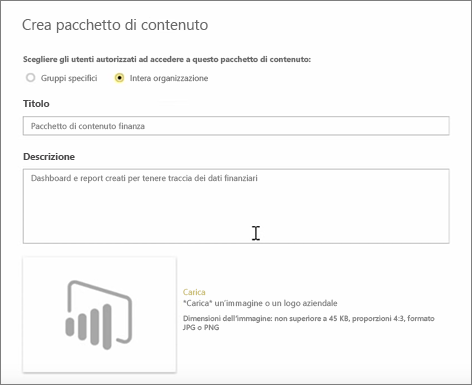 Crea pacchetto di contenuto
Scegliere gli utenti autorizzati ad accedere a questo pacchetto di contenuto:
Gruppi specifici Intera organizzazione
Titolo
Pacchetto di contenuto finanza
Descrizione
Dashboard e report creati per tenere traccia dei dati finanziari
Carica
*Carica* un'immagine o un logo aziendale
Dimensioni dell'immagine: non superiore a 45 KB, proporzioni 4:3, formato
JPG o PNG